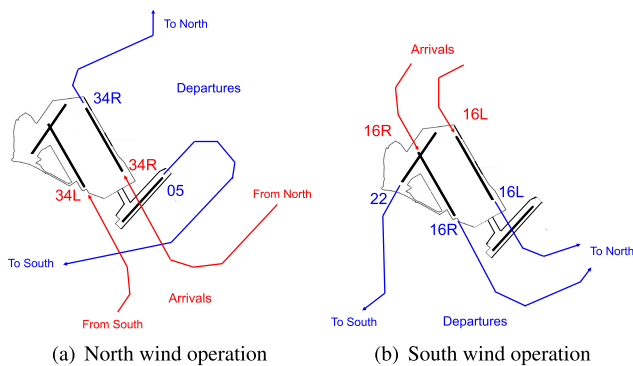 To North
Departures
34R
34R
34L
05
From North
To South
Arrivals
From South
(a) North wind operation
Arrivals
16L
16R
22
16L
16R
To North
To South
Departures
(b) South wind operation